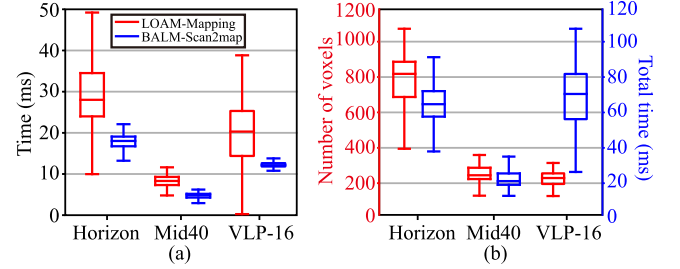 50
40
30
20
10
0
Time (ms)
LOAM-Mapping
BALM-Scan2map
Horizon Mid40 VLP-16
(a)
1200
1000
800
600
400
200
0
Number of voxels
120
100
80
60
40
20
0
Total time (ms)
Horizon Mid40 VLP-16
(b)